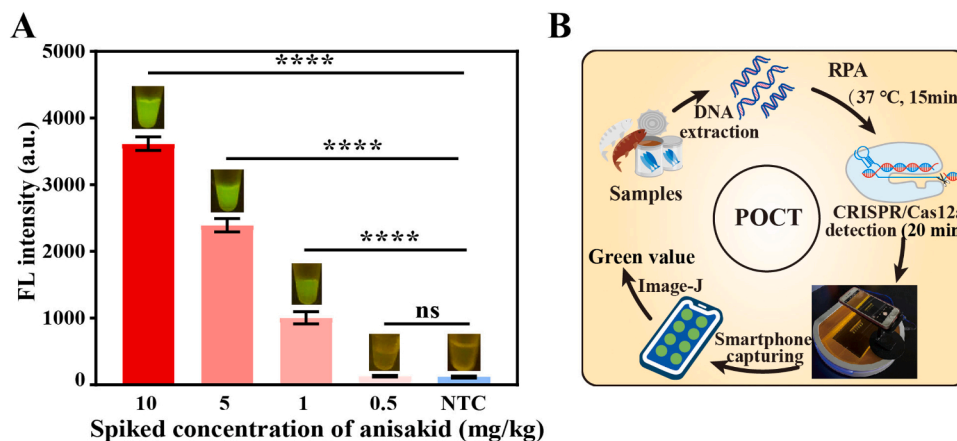 A
5000
4000
3000
2000
1000
0
FL intensity (a.u.)
****
****
****
ns
10
5
1
0.5
NTC
Spiked concentration of anisakid (mg/kg)
B
RPA
(37 °C, 15min
DNA
extraction
Samples
POCT
CRISPR/Cas12a
detection (20 min
Green value
Image-J
Smartphone
capturing